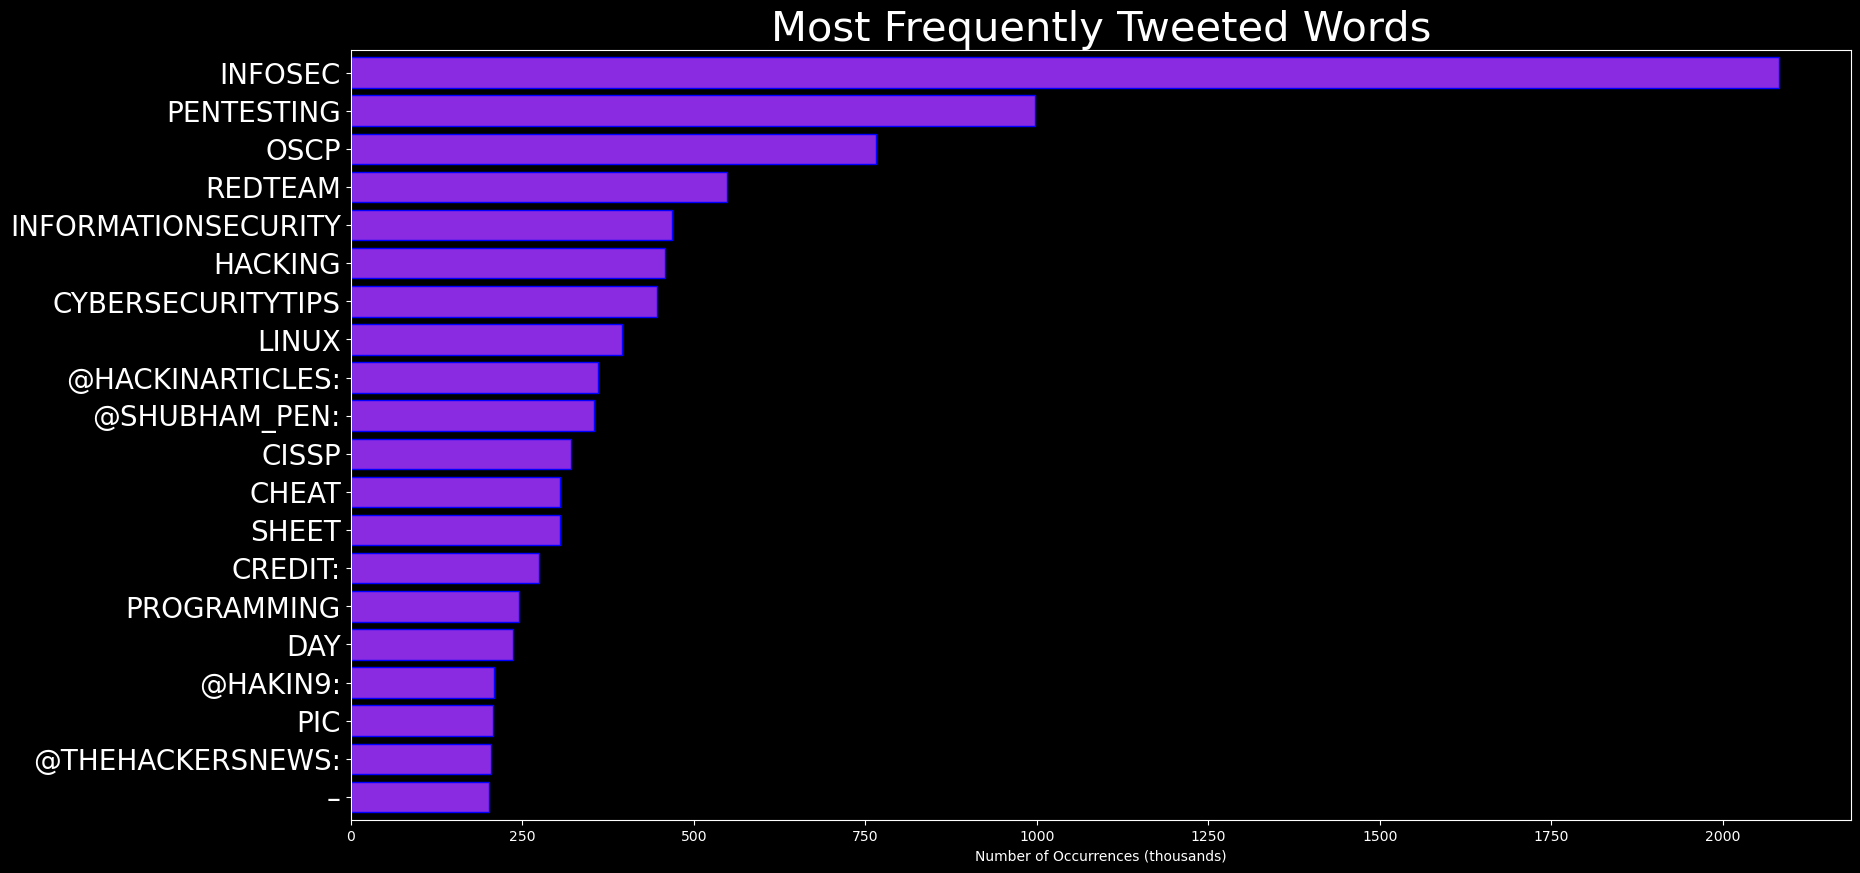 Most Frequently Tweeted Words
INFOSEC
PENTESTING
OSCP
REDTEAM
INFORMATIONSECURITY
HACKING
CYBERSECURITYTIPS
LINUX
@HACKINARTICLES:
@SHUBHAM_PEN:
CISSP
CHEAT
SHEET
CREDIT:
PROGRAMMING
DAY
@HAKIN9:
PIC
@THEHACKERSNEWS:
–
0 250 500 750 1000 1250 1500 1750 2000
Number of Occurrences (thousands)